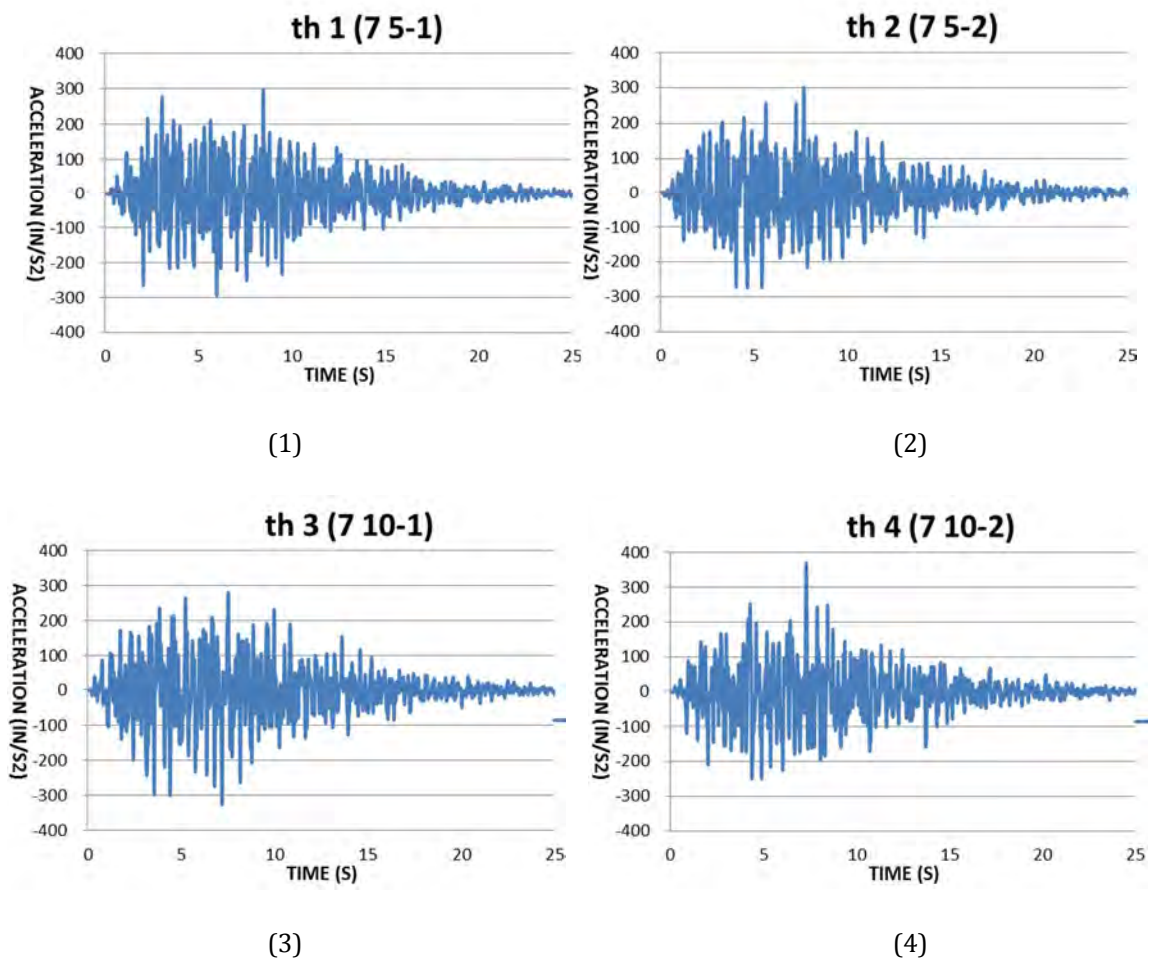 th 1 (7 5-1)
ACCELERATION (IN/S2)
400
300
200
100
0
-100
-200
-300
-400
0 5 10 15 20 25
TIME (S)
(1)
th 2 (7 5-2)
ACCELERATION (IN/S2)
400
300
200
100
0
-100
-200
-300
-400
0 5 10 15 20 25
TIME (S)
(2)
th 3 (7 10-1)
ACCELERATION (IN/S2)
400
300
200
100
0
-100
-200
-300
-400
0 5 10 15 20 25
TIME (S)
(3)
th 4 (7 10-2)
ACCELERATION (IN/S2)
400
300
200
100
0
-100
-200
-300
-400
0 5 10 15 20 25
TIME (S)
(4)